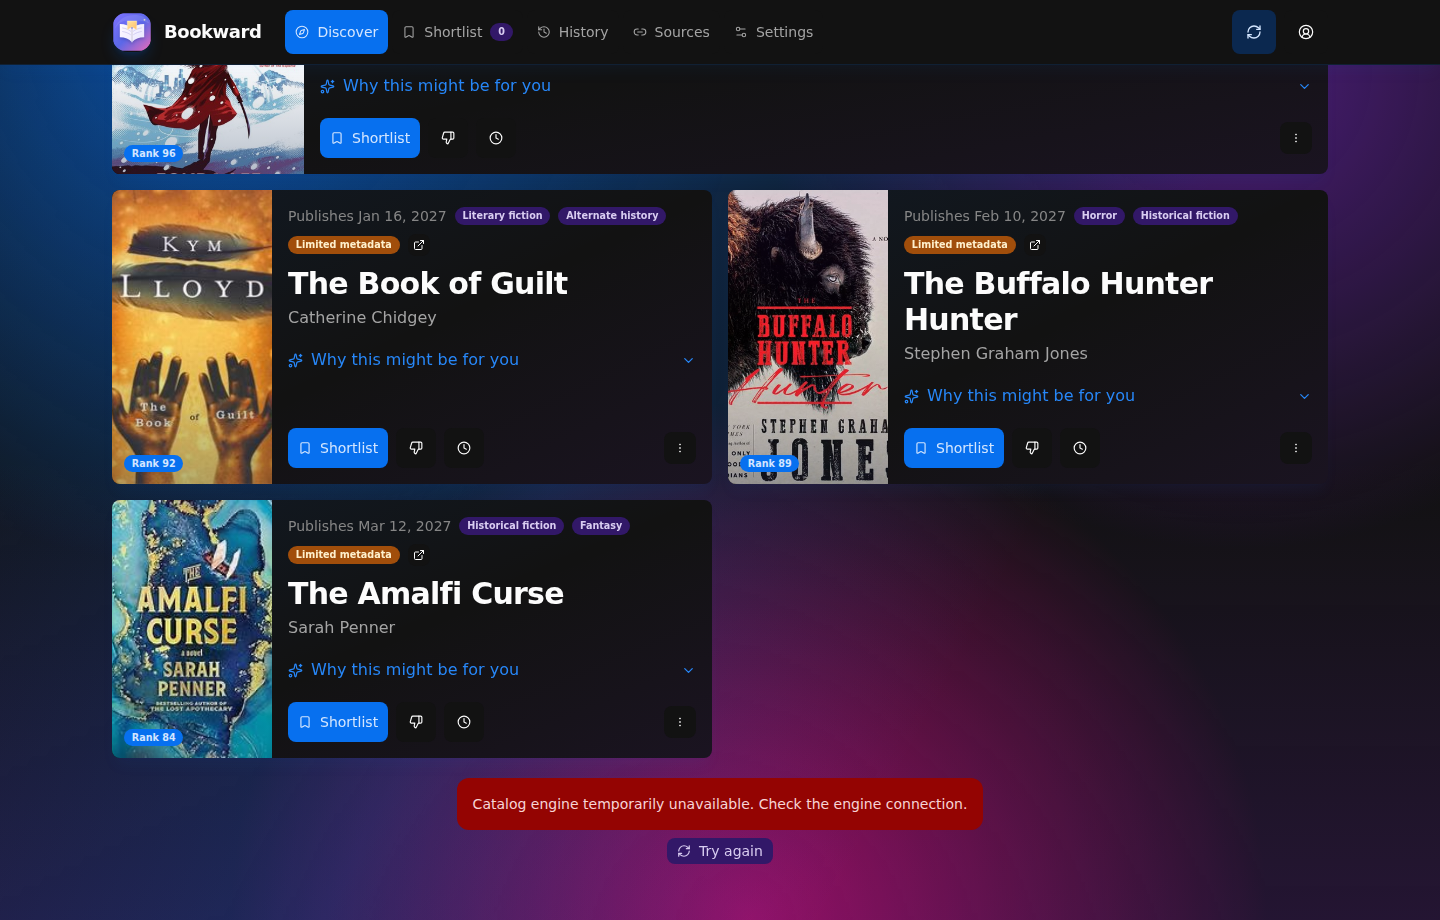 Bookward
Discover
Shortlist 0
History
Sources
Settings
Why this might be for you
Shortlist
Rank 96
KYM
LLOYD
The Book of Guilt
Rank 92
Publishes Jan 16, 2027 Literary fiction Alternate history
Limited metadata
The Book of Guilt
Catherine Chidgey
Why this might be for you
Shortlist
A NO
THE
BUFFALO
HUNTER
Hunter
STEPHEN GRAHA
JONE
ONLY
DIANS
Rank 89
Publishes Feb 10, 2027 Horror Historical fiction
Limited metadata
The Buffalo Hunter
Hunter
Stephen Graham Jones
Why this might be for you
Shortlist
THE
AMALFI
CURSE
a novel
SARAH
PENNER
BESTSELLING AUTHOR OF
THE LOST APOTHECARY
Rank 84
Publishes Mar 12, 2027 Historical fiction Fantasy
Limited metadata
The Amalfi Curse
Sarah Penner
Why this might be for you
Shortlist
Catalog engine temporarily unavailable. Check the engine connection.
Try again